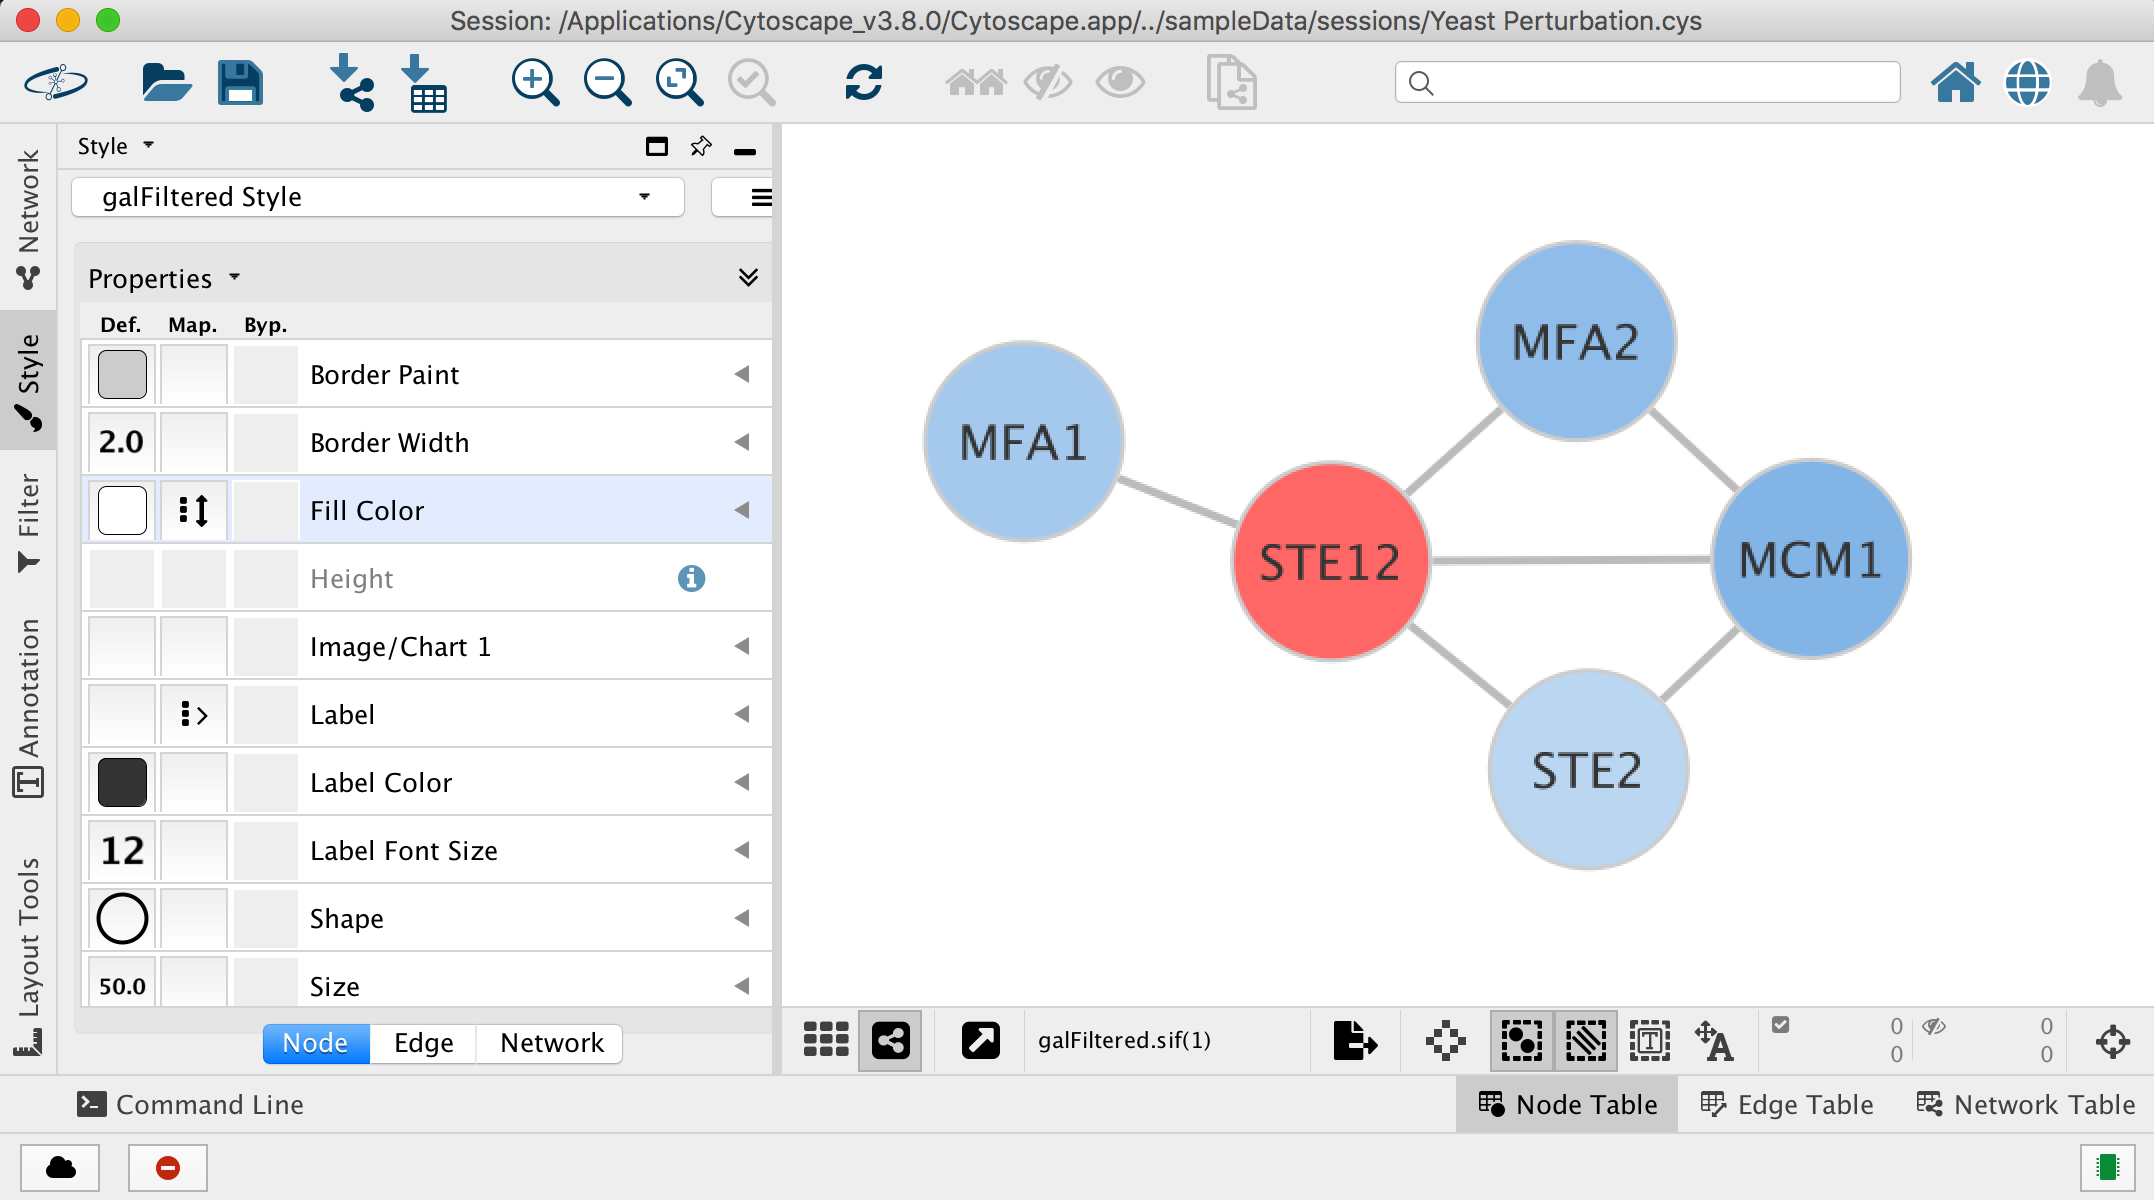 Session: /Applications/Cytoscape_v3.8.0/Cytoscape.app/../sampleData/sessions/Yeast Perturbation.cys
Network
Style
Filter
Annotation
Layout Tools
Style
galFiltered Style
Properties
Def. Map. Byp.
Border Paint
2.0 Border Width
Fill Color
Height
Image/Chart 1
Label
Label Color
12 Label Font Size
Shape
50.0 Size
Node Edge Network
MFA2
MFA1
STE12
MCM1
STE2
galFiltered.sif(1)
0 0
0 0
Command Line
Node Table Edge Table Network Table